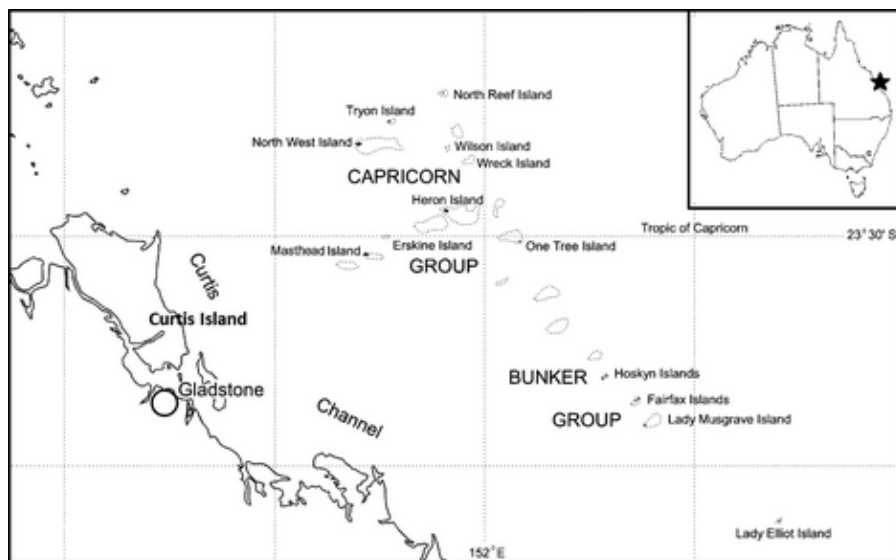 North Reef Island
Tryon Island
North West Island
Wilson Island
Wreck Island
CAPRICORN
Heron Island
Tropic of Capricorn
23°30' S
Erskine Island
One Tree Island
Masthead Island
GROUP
Curtis
Curtis Island
Gladstone
Channel
BUNKER
Hoskyn Islands
Fairfax Islands
GROUP
Lady Musgrave Island
Lady Elliot Island
152°E